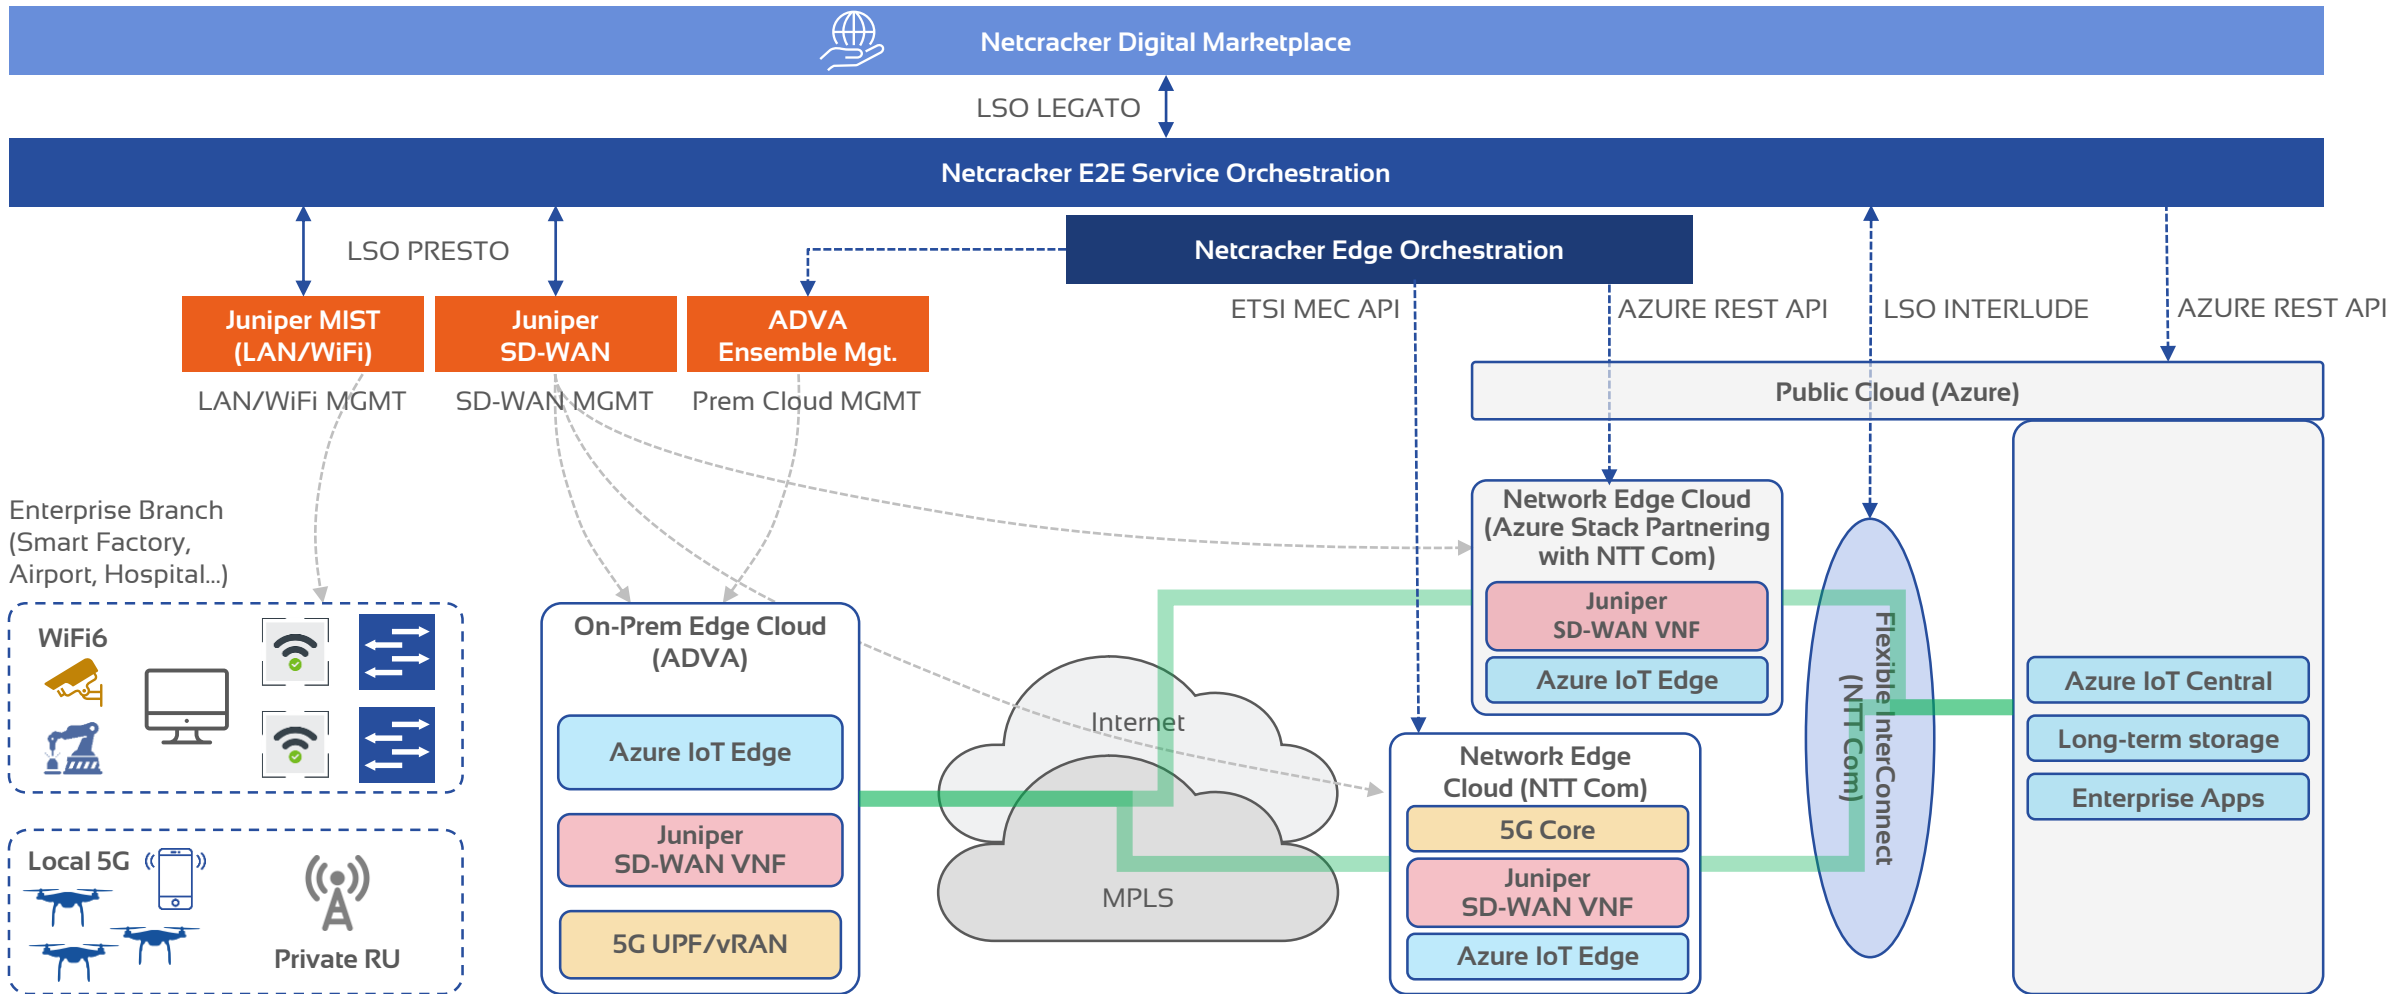 Netcracker Digital Marketplace
LSO LEGATO
Netcracker E2E Service Orchestration
LSO PRESTO
Netcracker Edge Orchestration
ETSI MEC API
AZURE REST API
LSO INTERLUDE
AZURE REST API
Juniper MIST
(LAN/WiFi)
Juniper
SD-WAN
ADVA
Ensemble Mgt.
LAN/WiFi MGMT
SD-WAN MGMT
Prem Cloud MGMT
Public Cloud (Azure)
Enterprise Branch
(Smart Factory,
Airport, Hospital...)
WiFi6
Local 5G
Private RU
On-Prem Edge Cloud
(ADVA)
Azure IoT Edge
Juniper
SD-WAN VNF
5G UPF/vRAN
Internet
MPLS
Network Edge Cloud
(Azure Stack Partnering
with NTT Com)
Juniper
SD-WAN VNF
Azure IoT Edge
Network Edge
Cloud (NTT Com)
5G Core
Juniper
SD-WAN VNF
Azure IoT Edge
Flexible InterConnect
(NTT Com)
Azure IoT Central
Long-term storage
Enterprise Apps